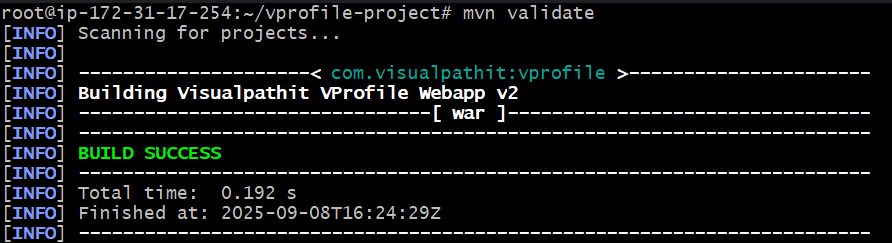 root@ip-172-31-17-254:~/vprofile-project# mvn validate
[INFO] Scanning for projects...
[INFO]
[INFO] ---------------------< com.visualpathit:vprofile >----------------------
[INFO] Building Visualpathit VProfile Webapp v2
[INFO] --------------------------------[ war ]---------------------------------
[INFO] ------------------------------------------------------------------------
[INFO] BUILD SUCCESS
[INFO] ------------------------------------------------------------------------
[INFO] Total time:  0.192 s
[INFO] Finished at: 2025-09-08T16:24:29Z
[INFO] ------------------------------------------------------------------------